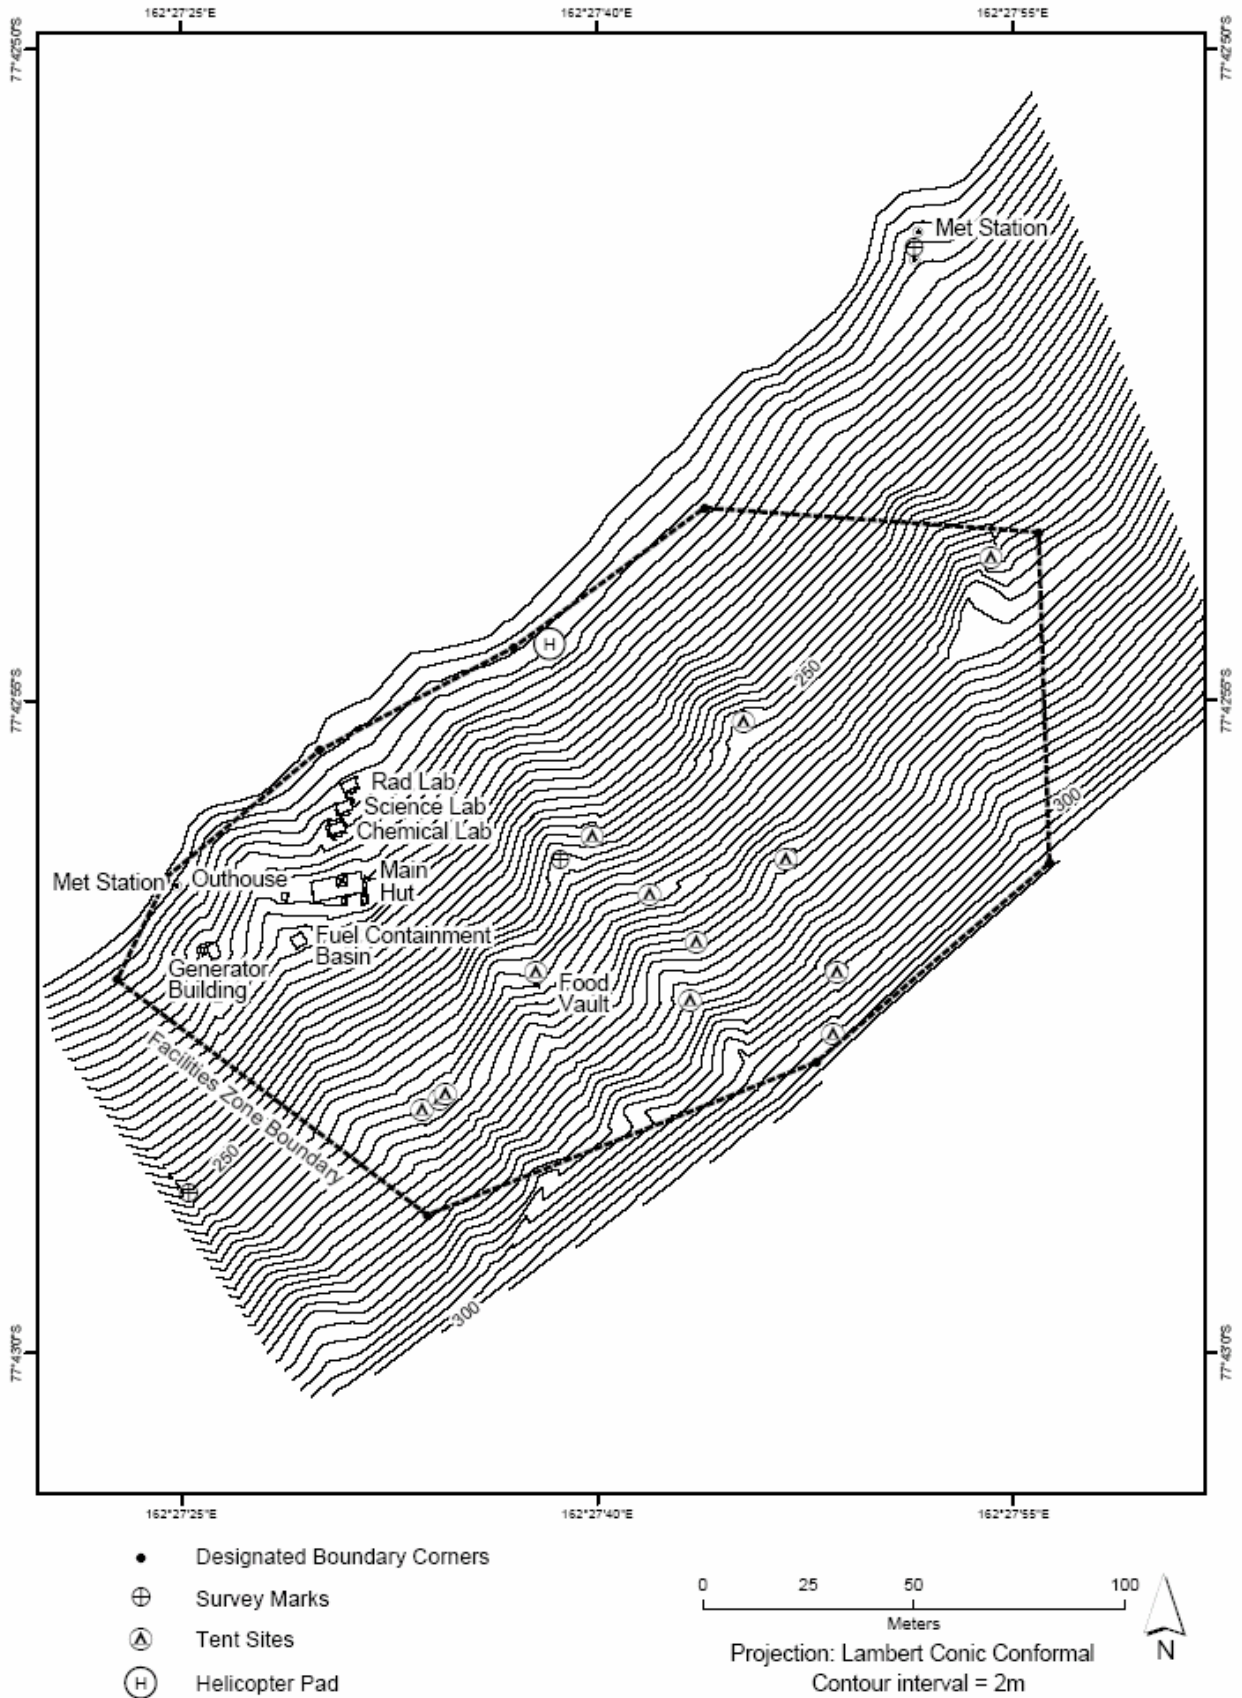 162°27'25"E
162°27'40"E
162°27'55"E
77°42'50"S
77°42'50"S
Met Station
250
77°42'55"S
77°42'55"S
Rad Lab
Science Lab
Chemical Lab
300
Met Station
Outhouse
Main
Hut
Fuel Containment
Basin
Generator
Building
Food
Vault
Facilities Zone Boundary
250
300
77°43'0"S
77°43'0"S
162°27'25"E
162°27'40"E
162°27'55"E
Designated Boundary Corners
Survey Marks
Tent Sites
H
Helicopter Pad
H
0 25 50 100
Meters
Projection: Lambert Conic Conformal
Contour interval = 2m
N